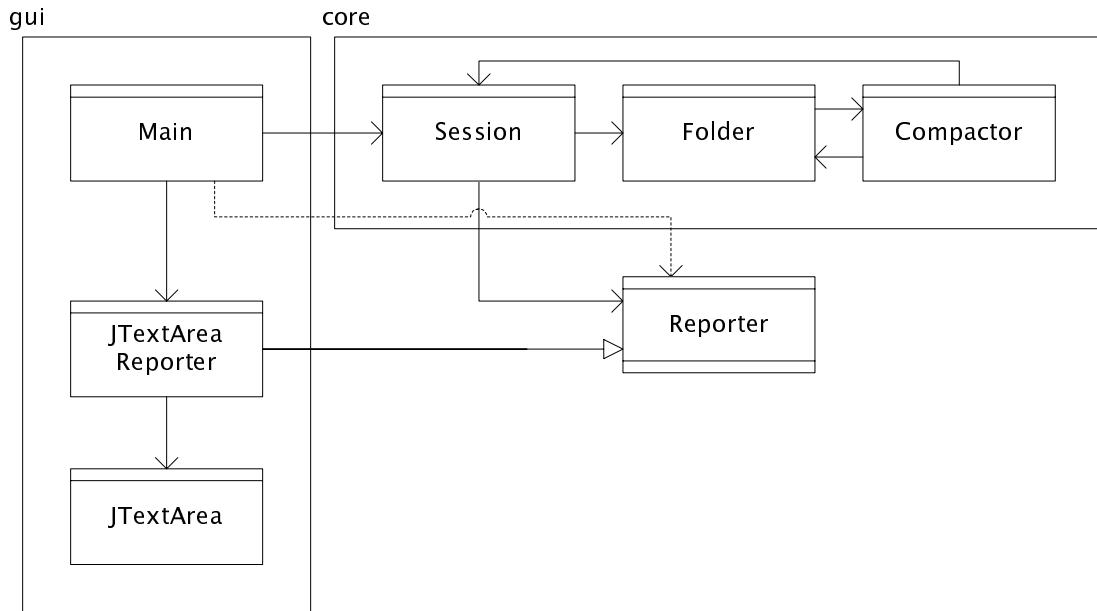 gui
core
Main
Session
Folder
Compactor
JTextArea
Reporter
Reporter
JTextArea